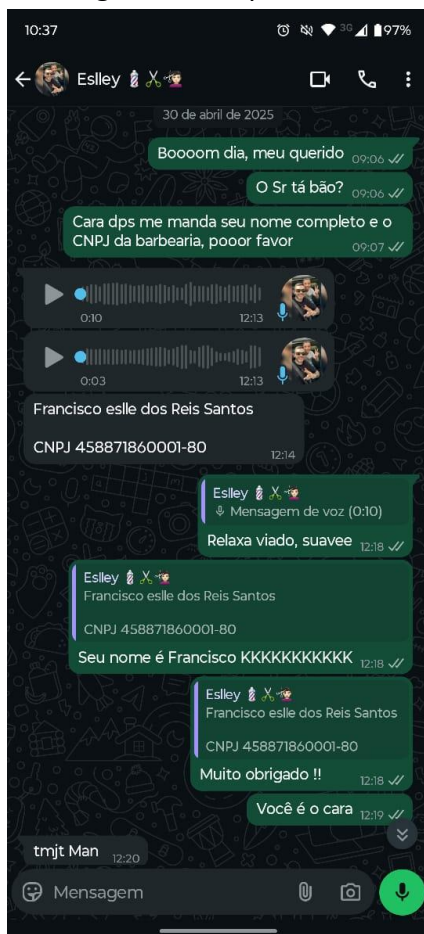 10:37 3G 97%
Eslley
30 de abril de 2025
Boooom dia, meu querido 09:06
O Sr tá bão? 09:06
Cara dps me manda seu nome completo e o
CNPJ da barbearia, pooor favor 09:07
0:10 12:13
0:03 12:13
Francisco eslle dos Reis Santos
CNPJ 458871860001-80
12:14
Eslley
Mensagem de voz (0:10)
Relaxa viado, suavee 12:18
Eslley
Francisco eslle dos Reis Santos
CNPJ 458871860001-80
Seu nome é Francisco KKKKKKKKKKK 12:18
Eslley
Francisco eslle dos Reis Santos
CNPJ 458871860001-80
Muito obrigado !! 12:18
Você é o cara 12:19
tmjt Man 12:20
Mensagem